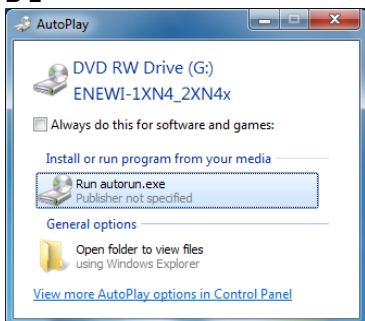 AutoPlay
DVD RW Drive (G:)
ENEWI-1XN4_2XN4x
Always do this for software and games:
Install or run program from your media
Run autorun.exe
Publisher not specified
General options
Open folder to view files
using Windows Explorer
View more AutoPlay options in Control Panel